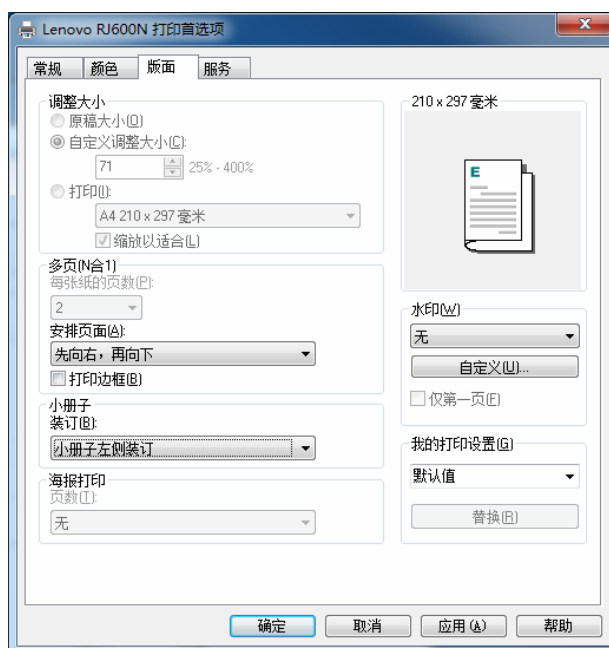 Lenovo RJ600N 打印首选项
常规 颜色 版面 服务
调整大小
原稿大小(O)
自定义调整大小(C):
71 25% - 400%
打印(I):
A4 210 x 297 毫米
缩放以适合(L)
多页(N合1)
每张纸的页数(P):
2
安排页面(A):
先向右，再向下
打印边框(B)
小册子
装订(B):
小册子左侧装订
海报打印
页数(T):
无
210 x 297 毫米
E
水印(W)
无
自定义(U)...
仅第一页(F)
我的打印设置(G)
默认值
替换(R)
确定 取消 应用(A) 帮助